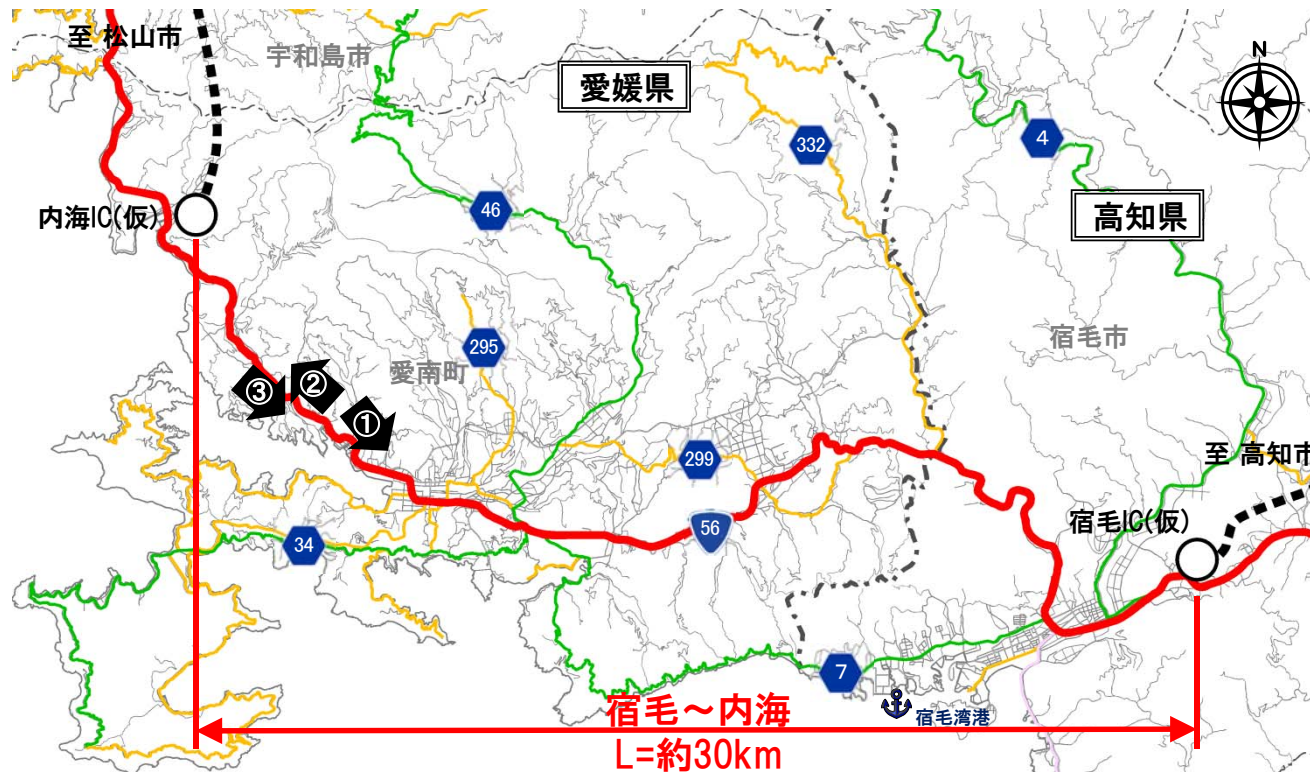 至 松山市
宇和島市
愛媛県
N
332
4
46
高知県
内海IC(仮)
295
愛南町
宿毛市
③
②
①
299
至 高知市
56
宿毛IC(仮)
34
7
宿毛湾港
宿毛～内海
L=約30km